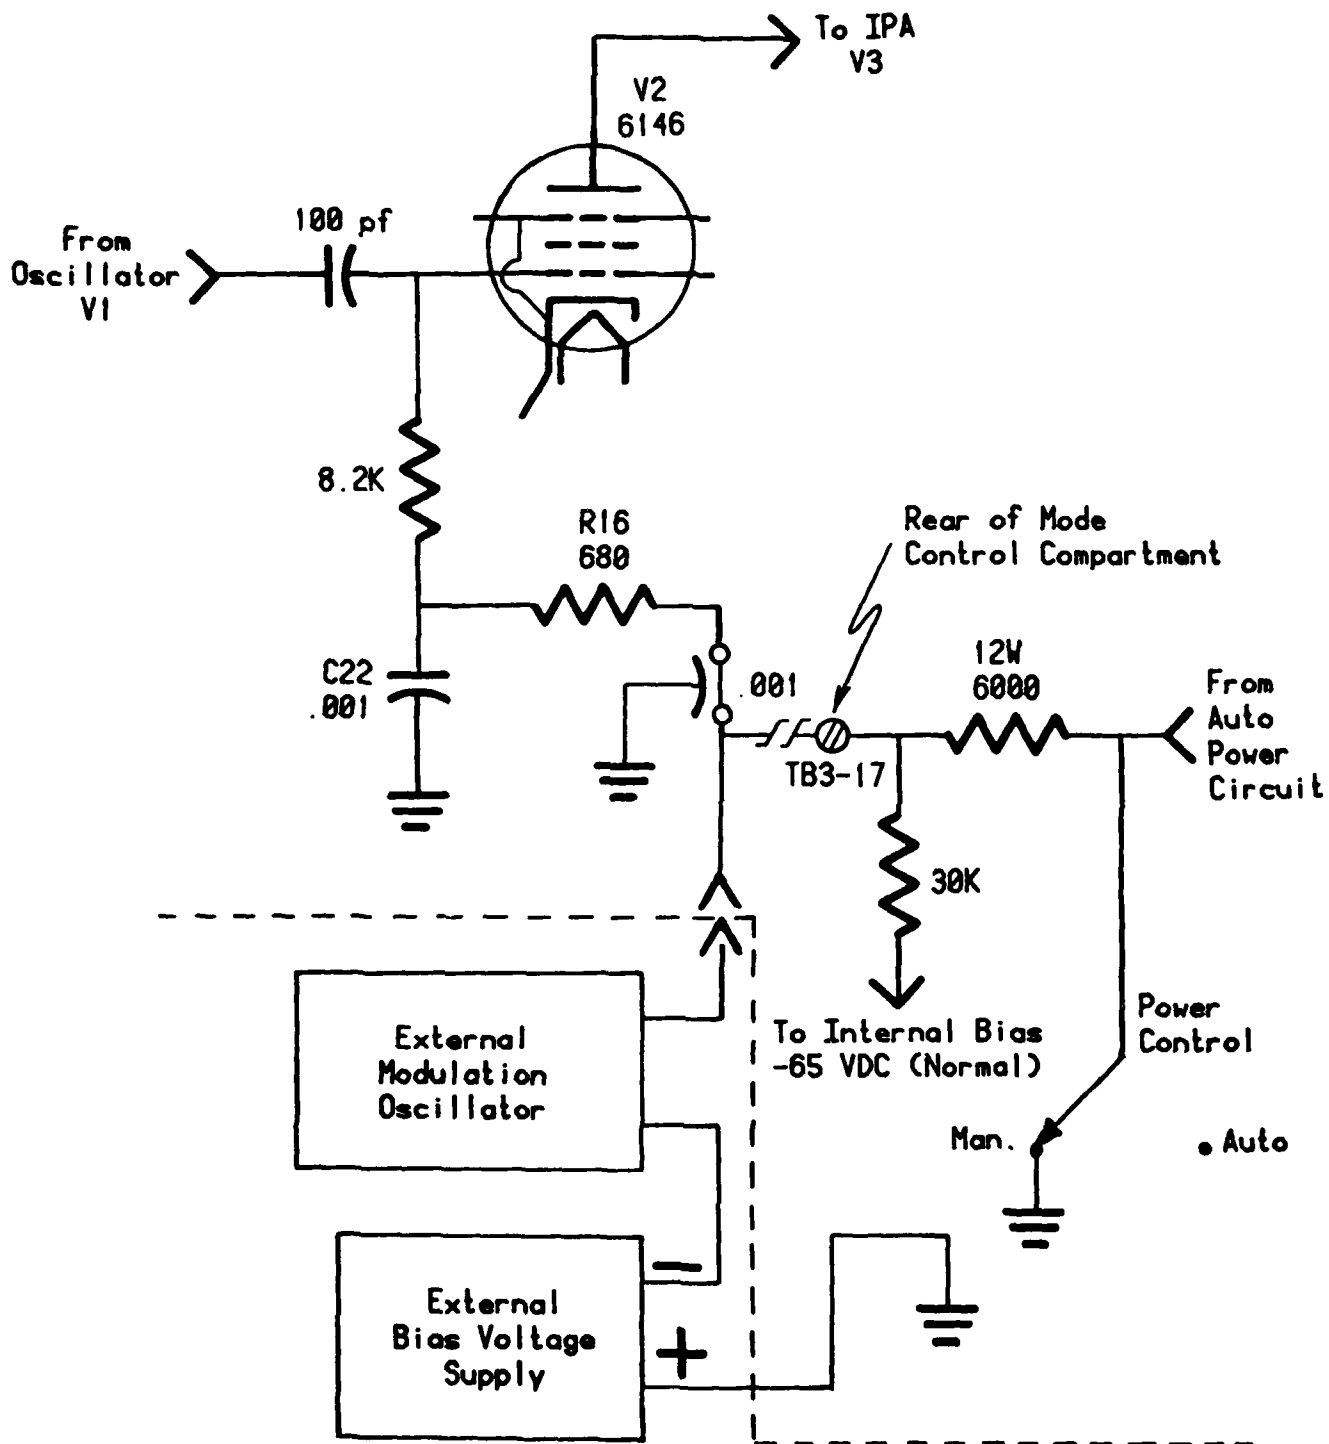 To IPA
V3
V2
6146
100 pf
From
Oscillator
V1
8.2K
R16
680
Rear of Mode
Control Compartment
C22
.001
.001
12W
6000
From
Auto
Power
Circuit
TB3-17
30K
To Internal Bias
-65 VDC (Normal)
Power
Control
Man.
Auto
External
Modulation
Oscillator
External
Bias Voltage
Supply
−
+